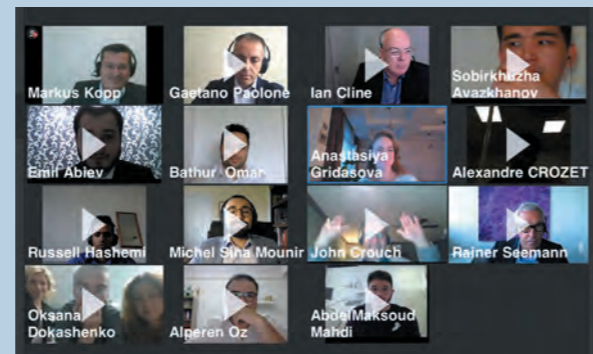 Markus Kopp
Gaetano Paolone
Ian Cline
Sobirkhuzha
Avazkhanov
Emil Abiev
Bathur Omar
Anastasiya
Gridasova
Alexandre CROZET
Russell Hashemi
Michel Sina Mounir
John Crouch
Rainer Seemann
Oksana
Dokashenko
Alperen Oz
AbdelMaksoud
Mahdi